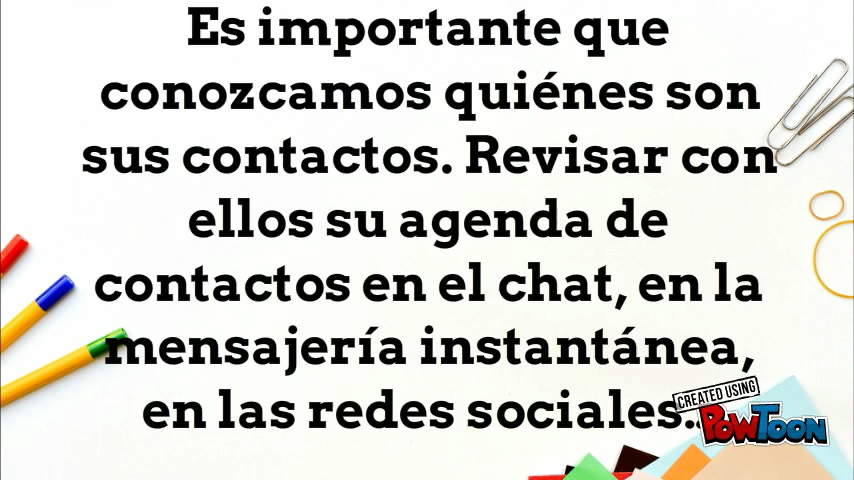 Es importante que
conozcamos quiénes son
sus contactos. Revisar con
ellos su agenda de
contactos en el chat, en la
mensajería instantánea,
en las redes sociales...
CREATED USING
POWTOON